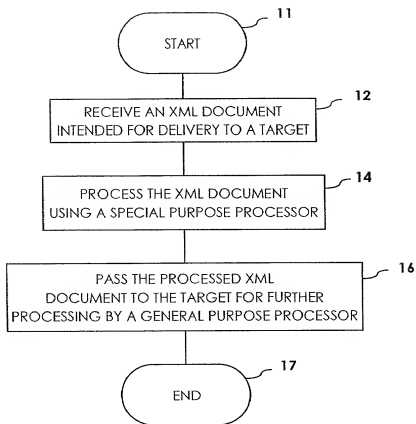 11
START
12
RECEIVE AN XML DOCUMENT
INTENDED FOR DELIVERY TO A TARGET
14
PROCESS THE XML DOCUMENT
USING A SPECIAL PURPOSE PROCESSOR
16
PASS THE PROCESSED XML
DOCUMENT TO THE TARGET FOR FURTHER
PROCESSING BY A GENERAL PURPOSE PROCESSOR
17
END